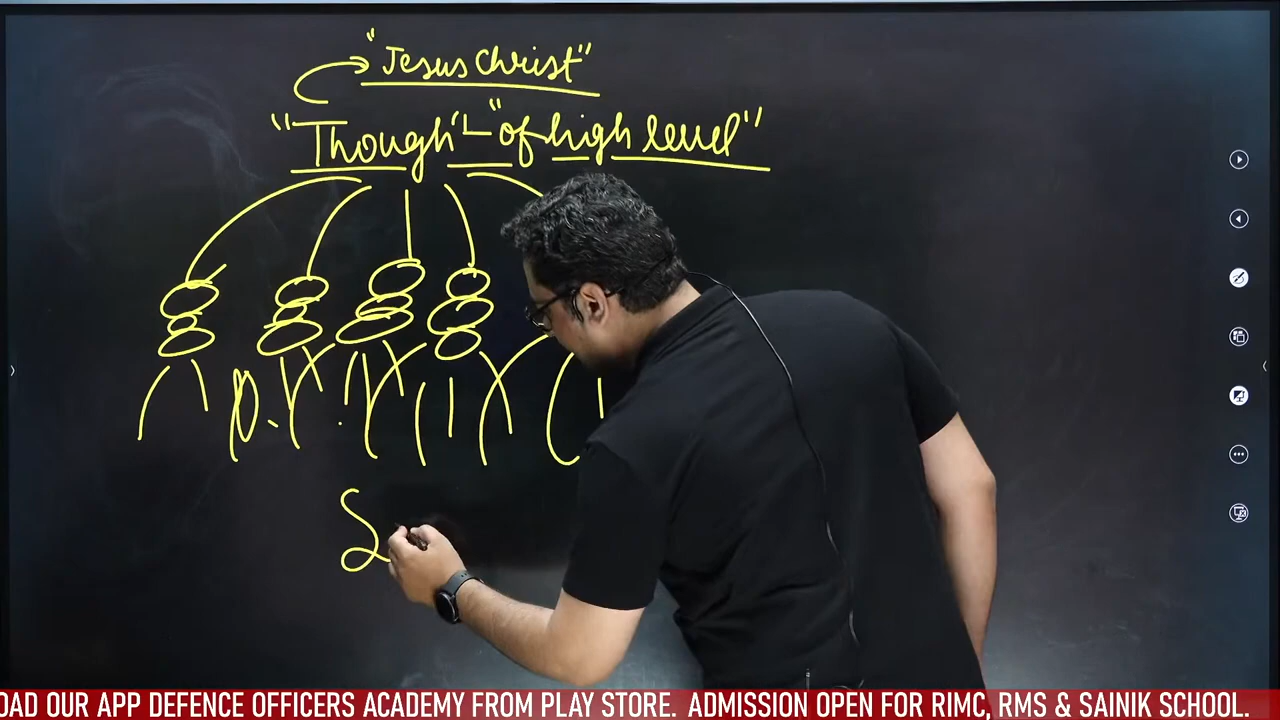 "Jesus Christ"
"Though" - "of high level"
S
OAD OUR APP DEFENCE OFFICERS ACADEMY FROM PLAY STORE. ADMISSION OPEN FOR RIMC, RMS & SAINIK SCHOOL.